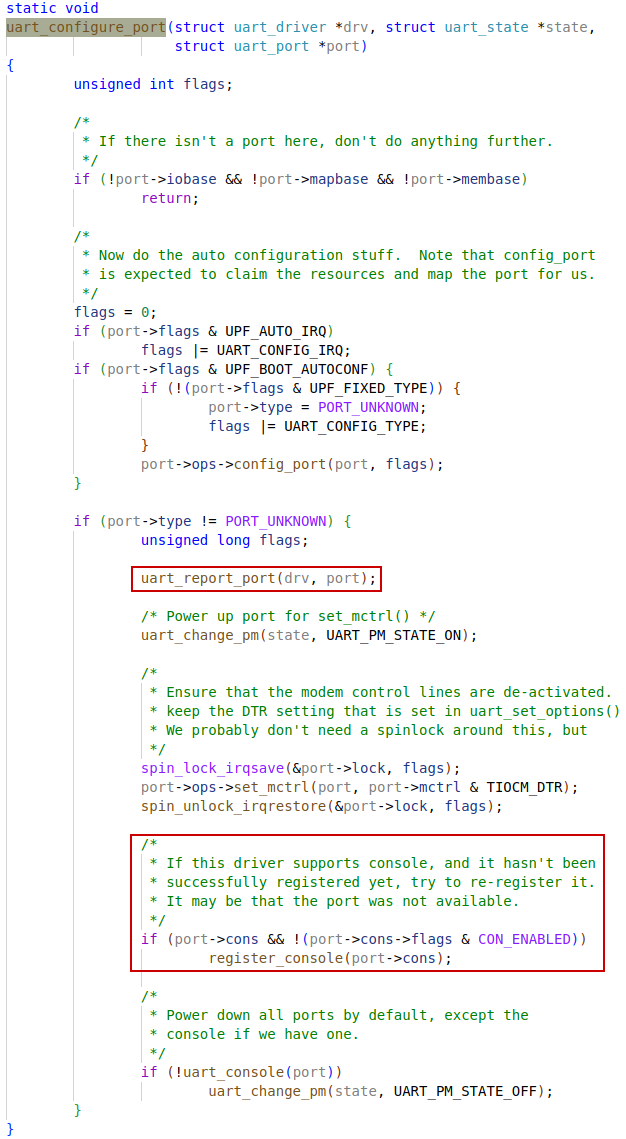 static void
uart_configure_port(struct uart_driver *drv, struct uart_state *state,
struct uart_port *port)
{
unsigned int flags;
/*
* If there isn't a port here, don't do anything further.
*/
if (!port->iobase && !port->mapbase && !port->membase)
return;
/*
* Now do the auto configuration stuff.  Note that config_port
* is expected to claim the resources and map the port for us.
*/
flags = 0;
if (port->flags & UPF_AUTO_IRQ)
flags |= UART_CONFIG_IRQ;
if (port->flags & UPF_BOOT_AUTOCONF) {
if (!(port->flags & UPF_FIXED_TYPE)) {
port->type = PORT_UNKNOWN;
flags |= UART_CONFIG_TYPE;
}
port->ops->config_port(port, flags);
}
if (port->type != PORT_UNKNOWN) {
unsigned long flags;
uart_report_port(drv, port);
/* Power up port for set_mctrl() */
uart_change_pm(state, UART_PM_STATE_ON);
/*
* Ensure that the modem control lines are de-activated.
* keep the DTR setting that is set in uart_set_options()
* We probably don't need a spinlock around this, but
*/
spin_lock_irqsave(&port->lock, flags);
port->ops->set_mctrl(port, port->mctrl & TIOCM_DTR);
spin_unlock_irqrestore(&port->lock, flags);
/*
* If this driver supports console, and it hasn't been
* successfully registered yet, try to re-register it.
* It may be that the port was not available.
*/
if (port->cons && !(port->cons->flags & CON_ENABLED))
register_console(port->cons);
/*
* Power down all ports by default, except the
* console if we have one.
*/
if (!uart_console(port))
uart_change_pm(state, UART_PM_STATE_OFF);
}
}